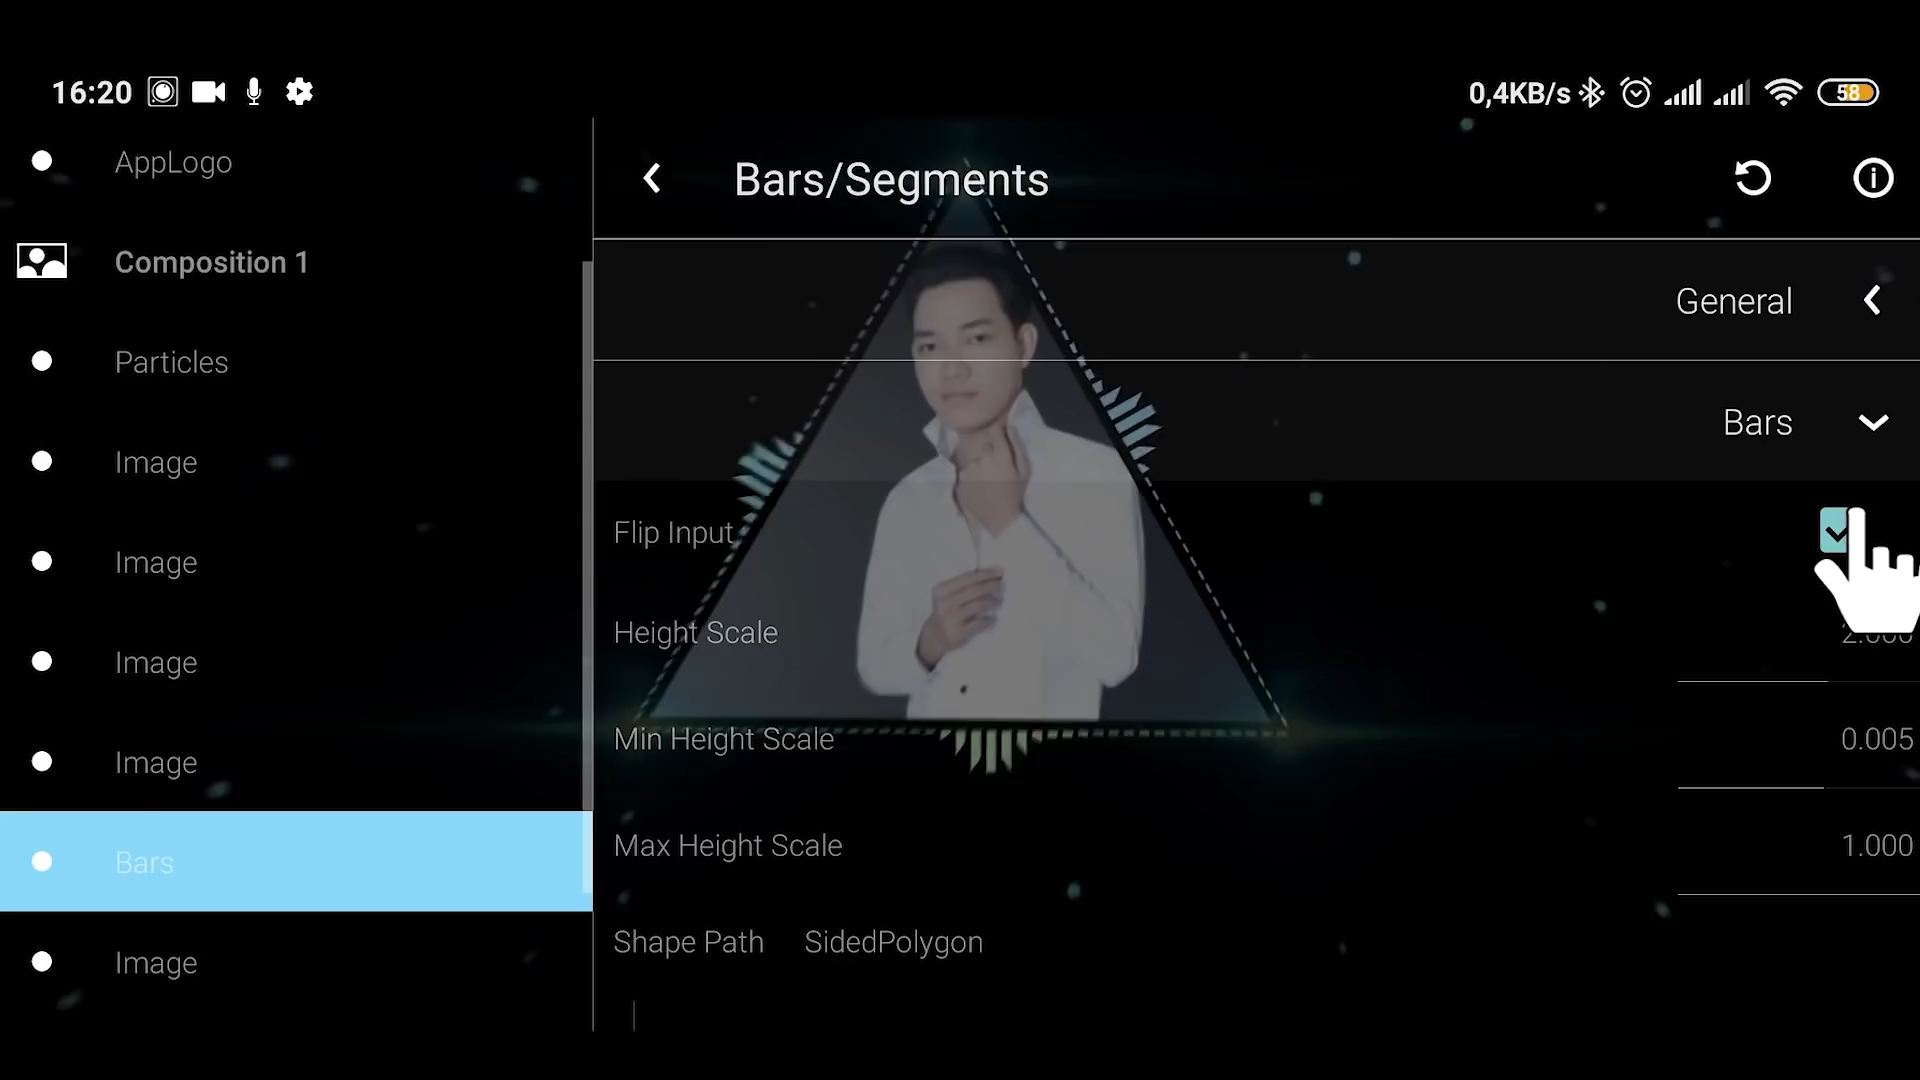 16:20
0,4KB/s
58
AppLogo
Composition 1
Particles
Image
Image
Image
Image
Bars
Image
Bars/Segments
General
Bars
Flip Input
Height Scale
Min Height Scale
0.005
Max Height Scale
1.000
Shape Path SidedPolygon